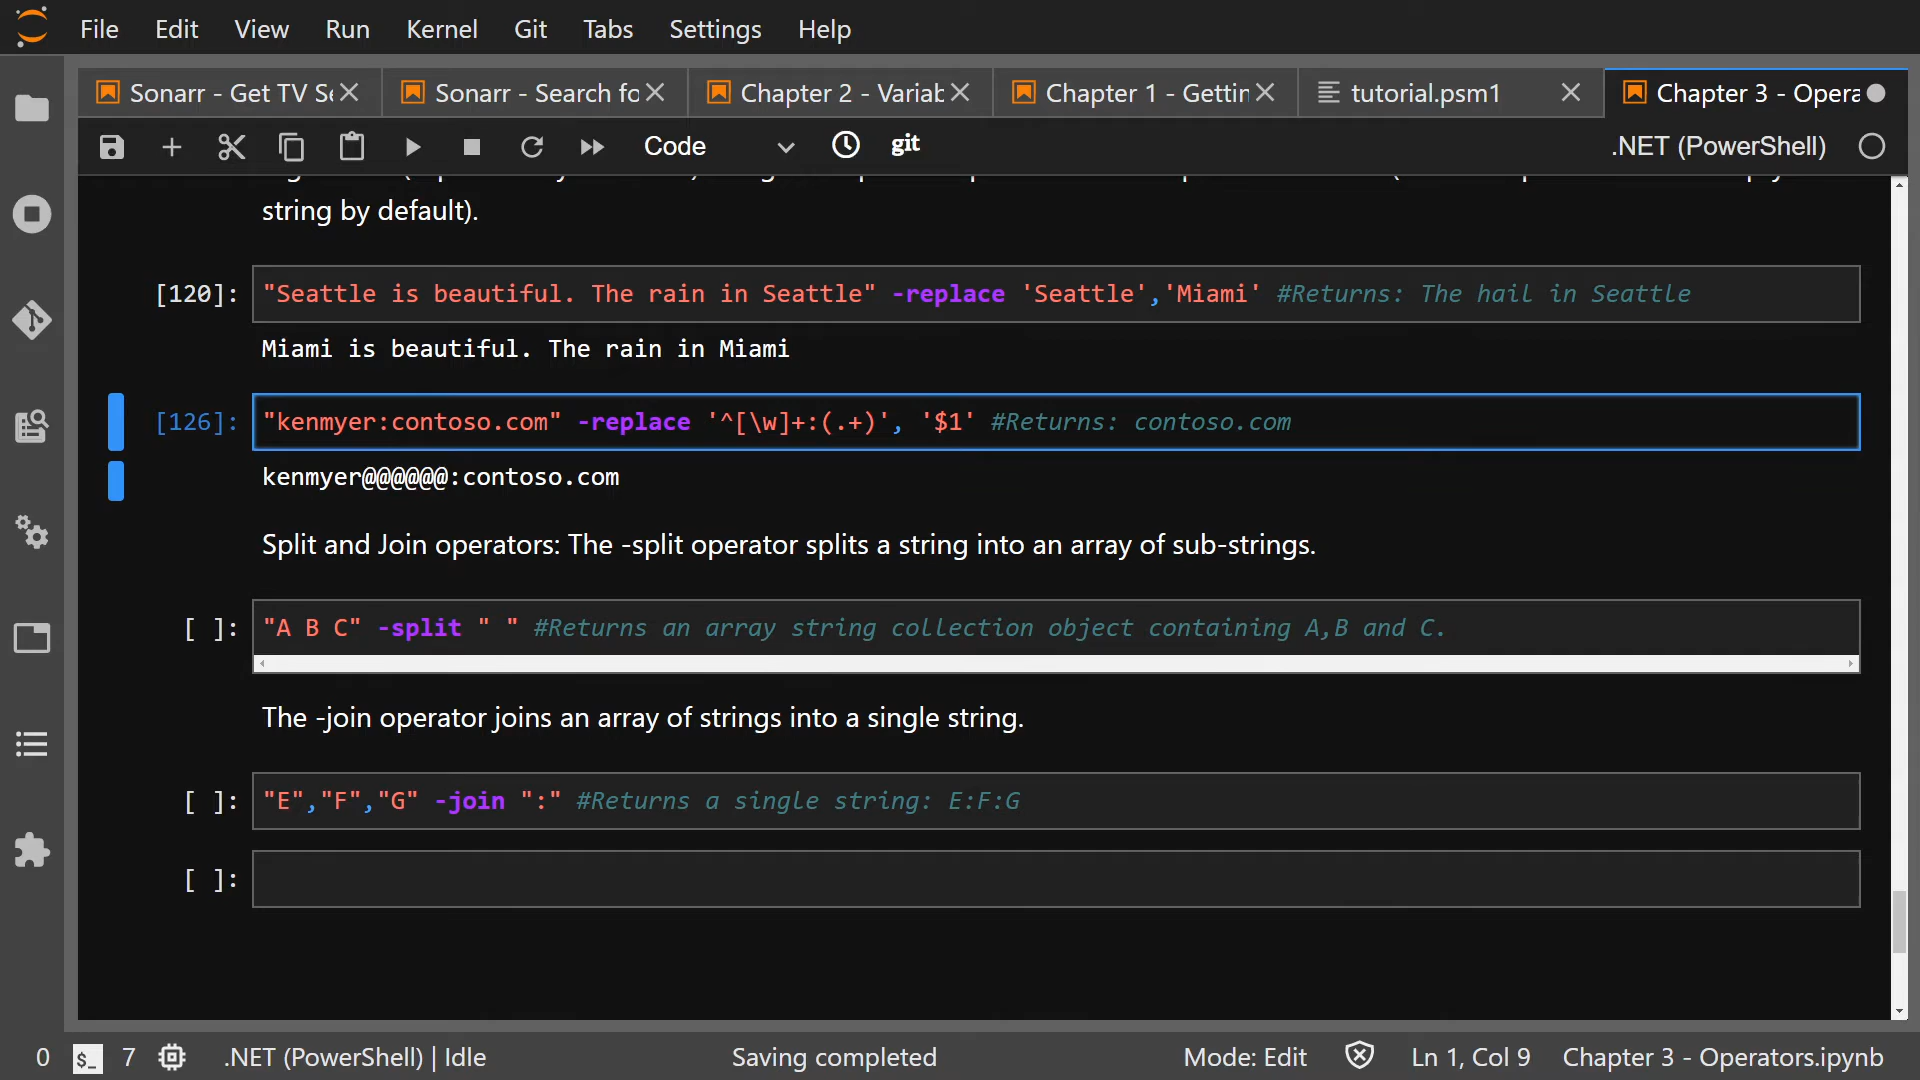 File Edit View Run Kernel Git Tabs Settings Help
Sonarr - Get TV Se Sonarr - Search fo Chapter 2 - Variab Chapter 1 - Gettin tutorial.psm1 Chapter 3 - Opera
Code git .NET (PowerShell)
string by default).
[120]: "Seattle is beautiful. The rain in Seattle" -replace 'Seattle','Miami' #Returns: The hail in Seattle
Miami is beautiful. The rain in Miami
[126]: "kenmyer:contoso.com" -replace '^[\w]+:(.+)', '$1' #Returns: contoso.com
kenmyer@@@@@@:contoso.com
Split and Join operators: The -split operator splits a string into an array of sub-strings.
[ ]: "A B C" -split " " #Returns an array string collection object containing A,B and C.
The -join operator joins an array of strings into a single string.
[ ]: "E","F","G" -join ":" #Returns a single string: E:F:G
[ ]:
0 $_ 7 .NET (PowerShell) | Idle Saving completed Mode: Edit Ln 1, Col 9 Chapter 3 - Operators.ipynb